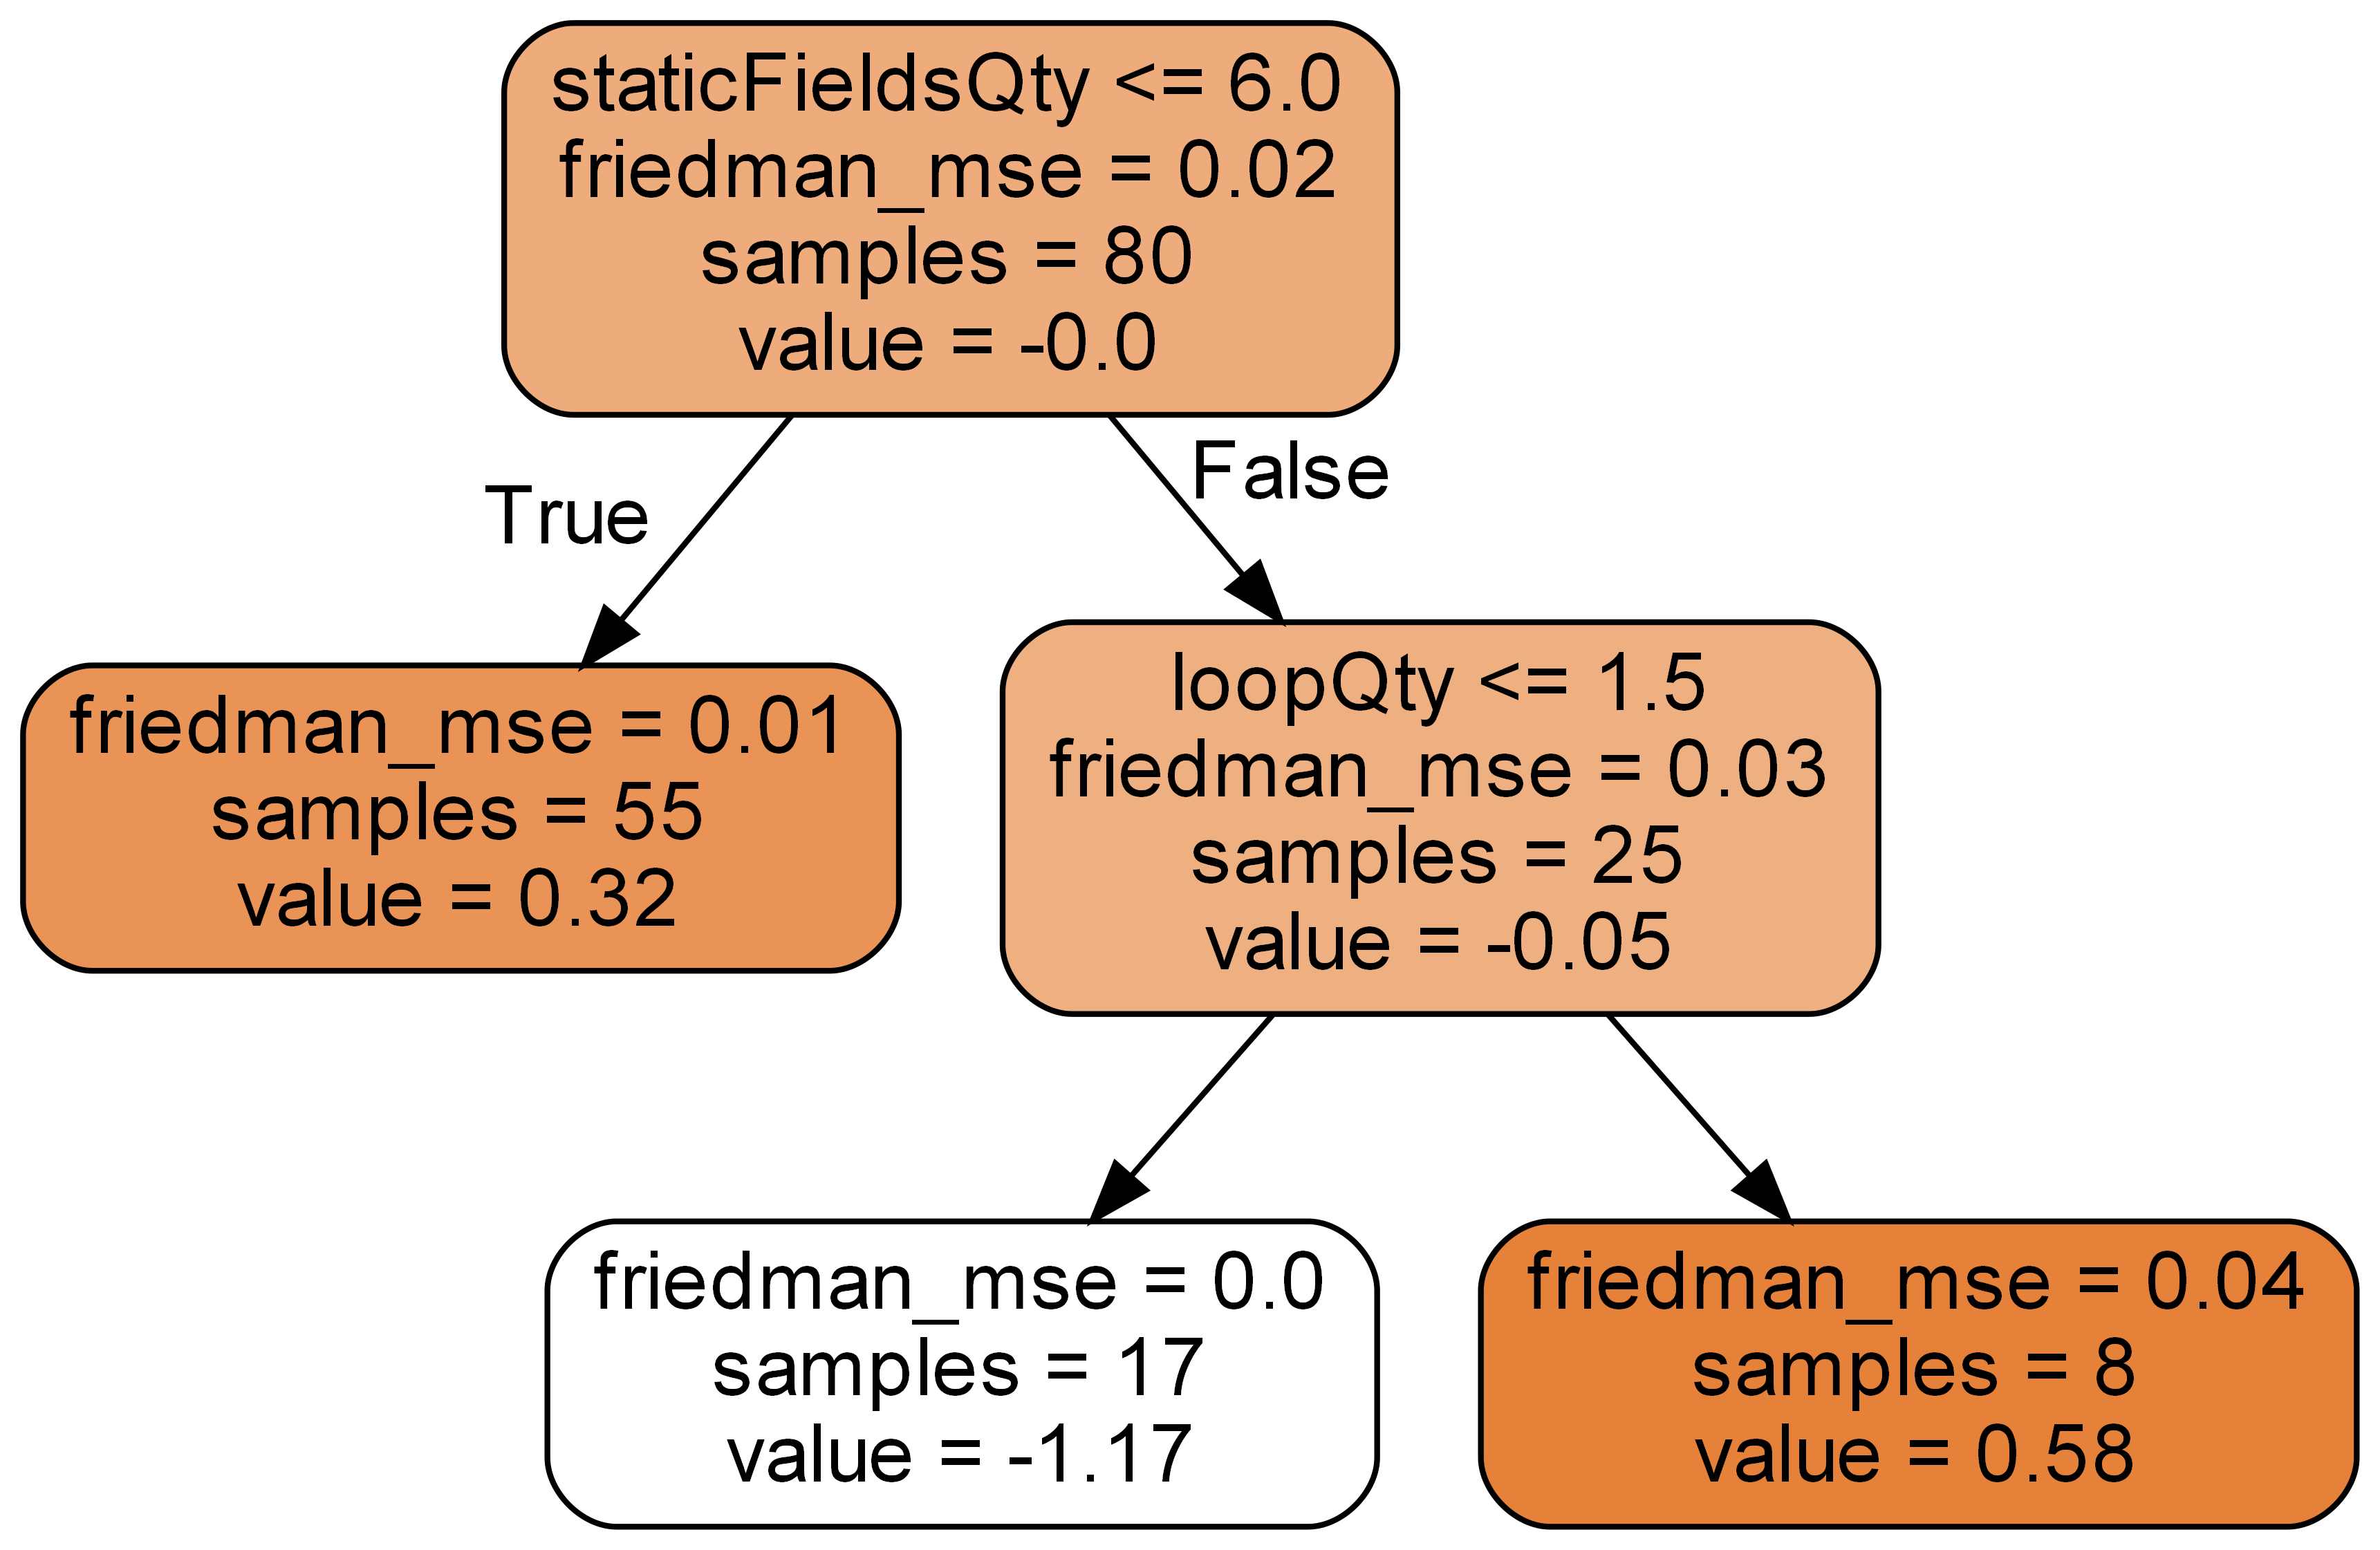 staticFieldsQty <= 6.0
friedman_mse = 0.02
samples = 80
value = -0.0
True
False
friedman_mse = 0.01
samples = 55
value = 0.32
loopQty <= 1.5
friedman_mse = 0.03
samples = 25
value = -0.05
friedman_mse = 0.0
samples = 17
value = -1.17
friedman_mse = 0.04
samples = 8
value = 0.58